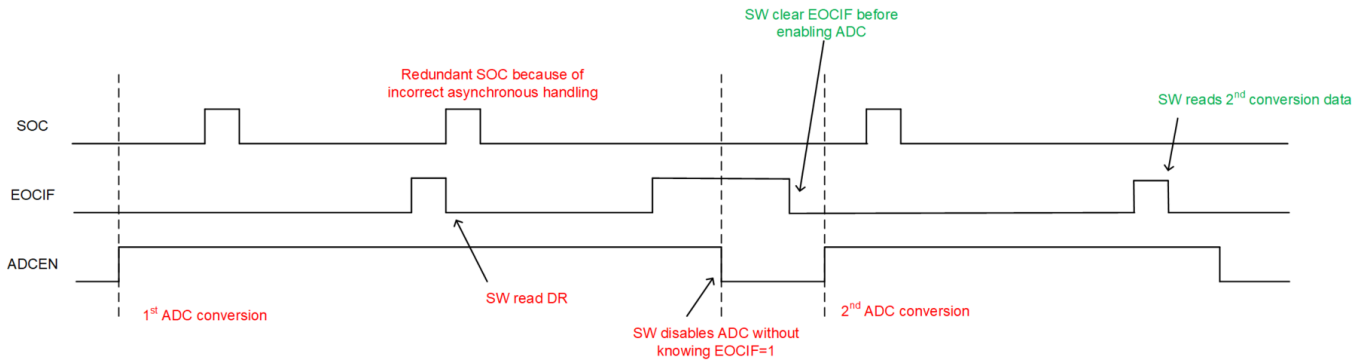 SW clear EOCIF before
enabling ADC
Redundant SOC because of
incorrect asynchronous handling
SW reads 2nd conversion data
SOC
EOCIF
ADCEN
SW read DR
1st ADC conversion
2nd ADC conversion
SW disables ADC without
knowing EOCIF=1